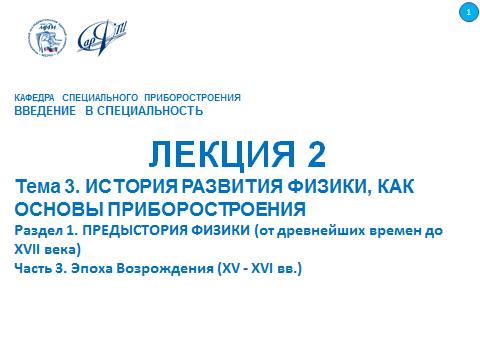 1
КАФЕДРА СПЕЦИАЛЬНОГО ПРИБОРОСТРОЕНИЯ
ВВЕДЕНИЕ В СПЕЦИАЛЬНОСТЬ
ЛЕКЦИЯ 2
Тема 3. ИСТОРИЯ РАЗВИТИЯ ФИЗИКИ, КАК
ОСНОВЫ ПРИБОРОСТРОЕНИЯ
Раздел 1. ПРЕДЫСТОРИЯ ФИЗИКИ (от древнейших времен до
XVII века)
Часть 3. Эпоха Возрождения (XV - XVI вв.)